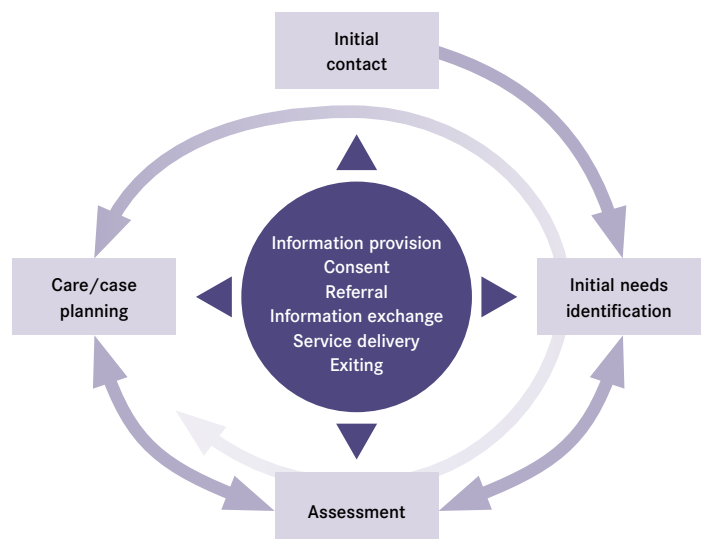 Initial
contact
Care/case
planning
Information provision
Consent
Referral
Information exchange
Service delivery
Exiting
Initial needs
identification
Assessment